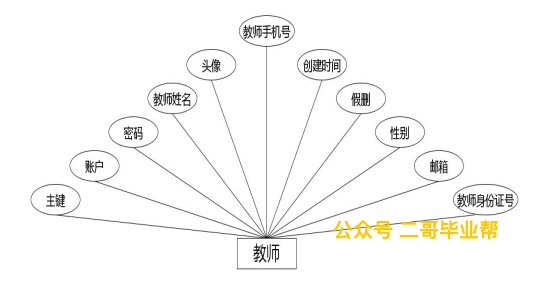 教师手机号
头像
创建时间
教师姓名
假删
密码
性别
账户
邮箱
主键
教师身份证号
公众号 二哥毕业帮
教师